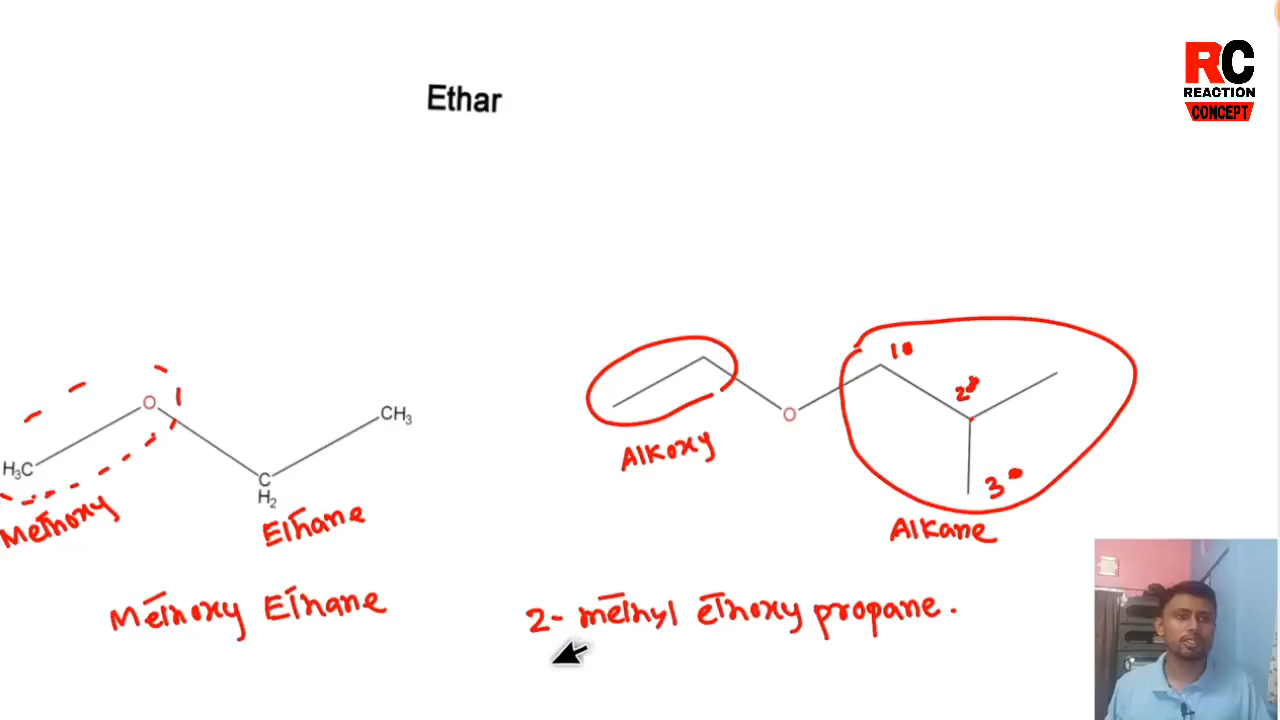 RC
REACTION
CONCEPT
Ethar
1
2
3
O
H3C
CH3
C
H2
Methoxy
Ethane
O
Alkoxy
Alkane
Methoxy Ethane
2- methyl ethoxy propane.